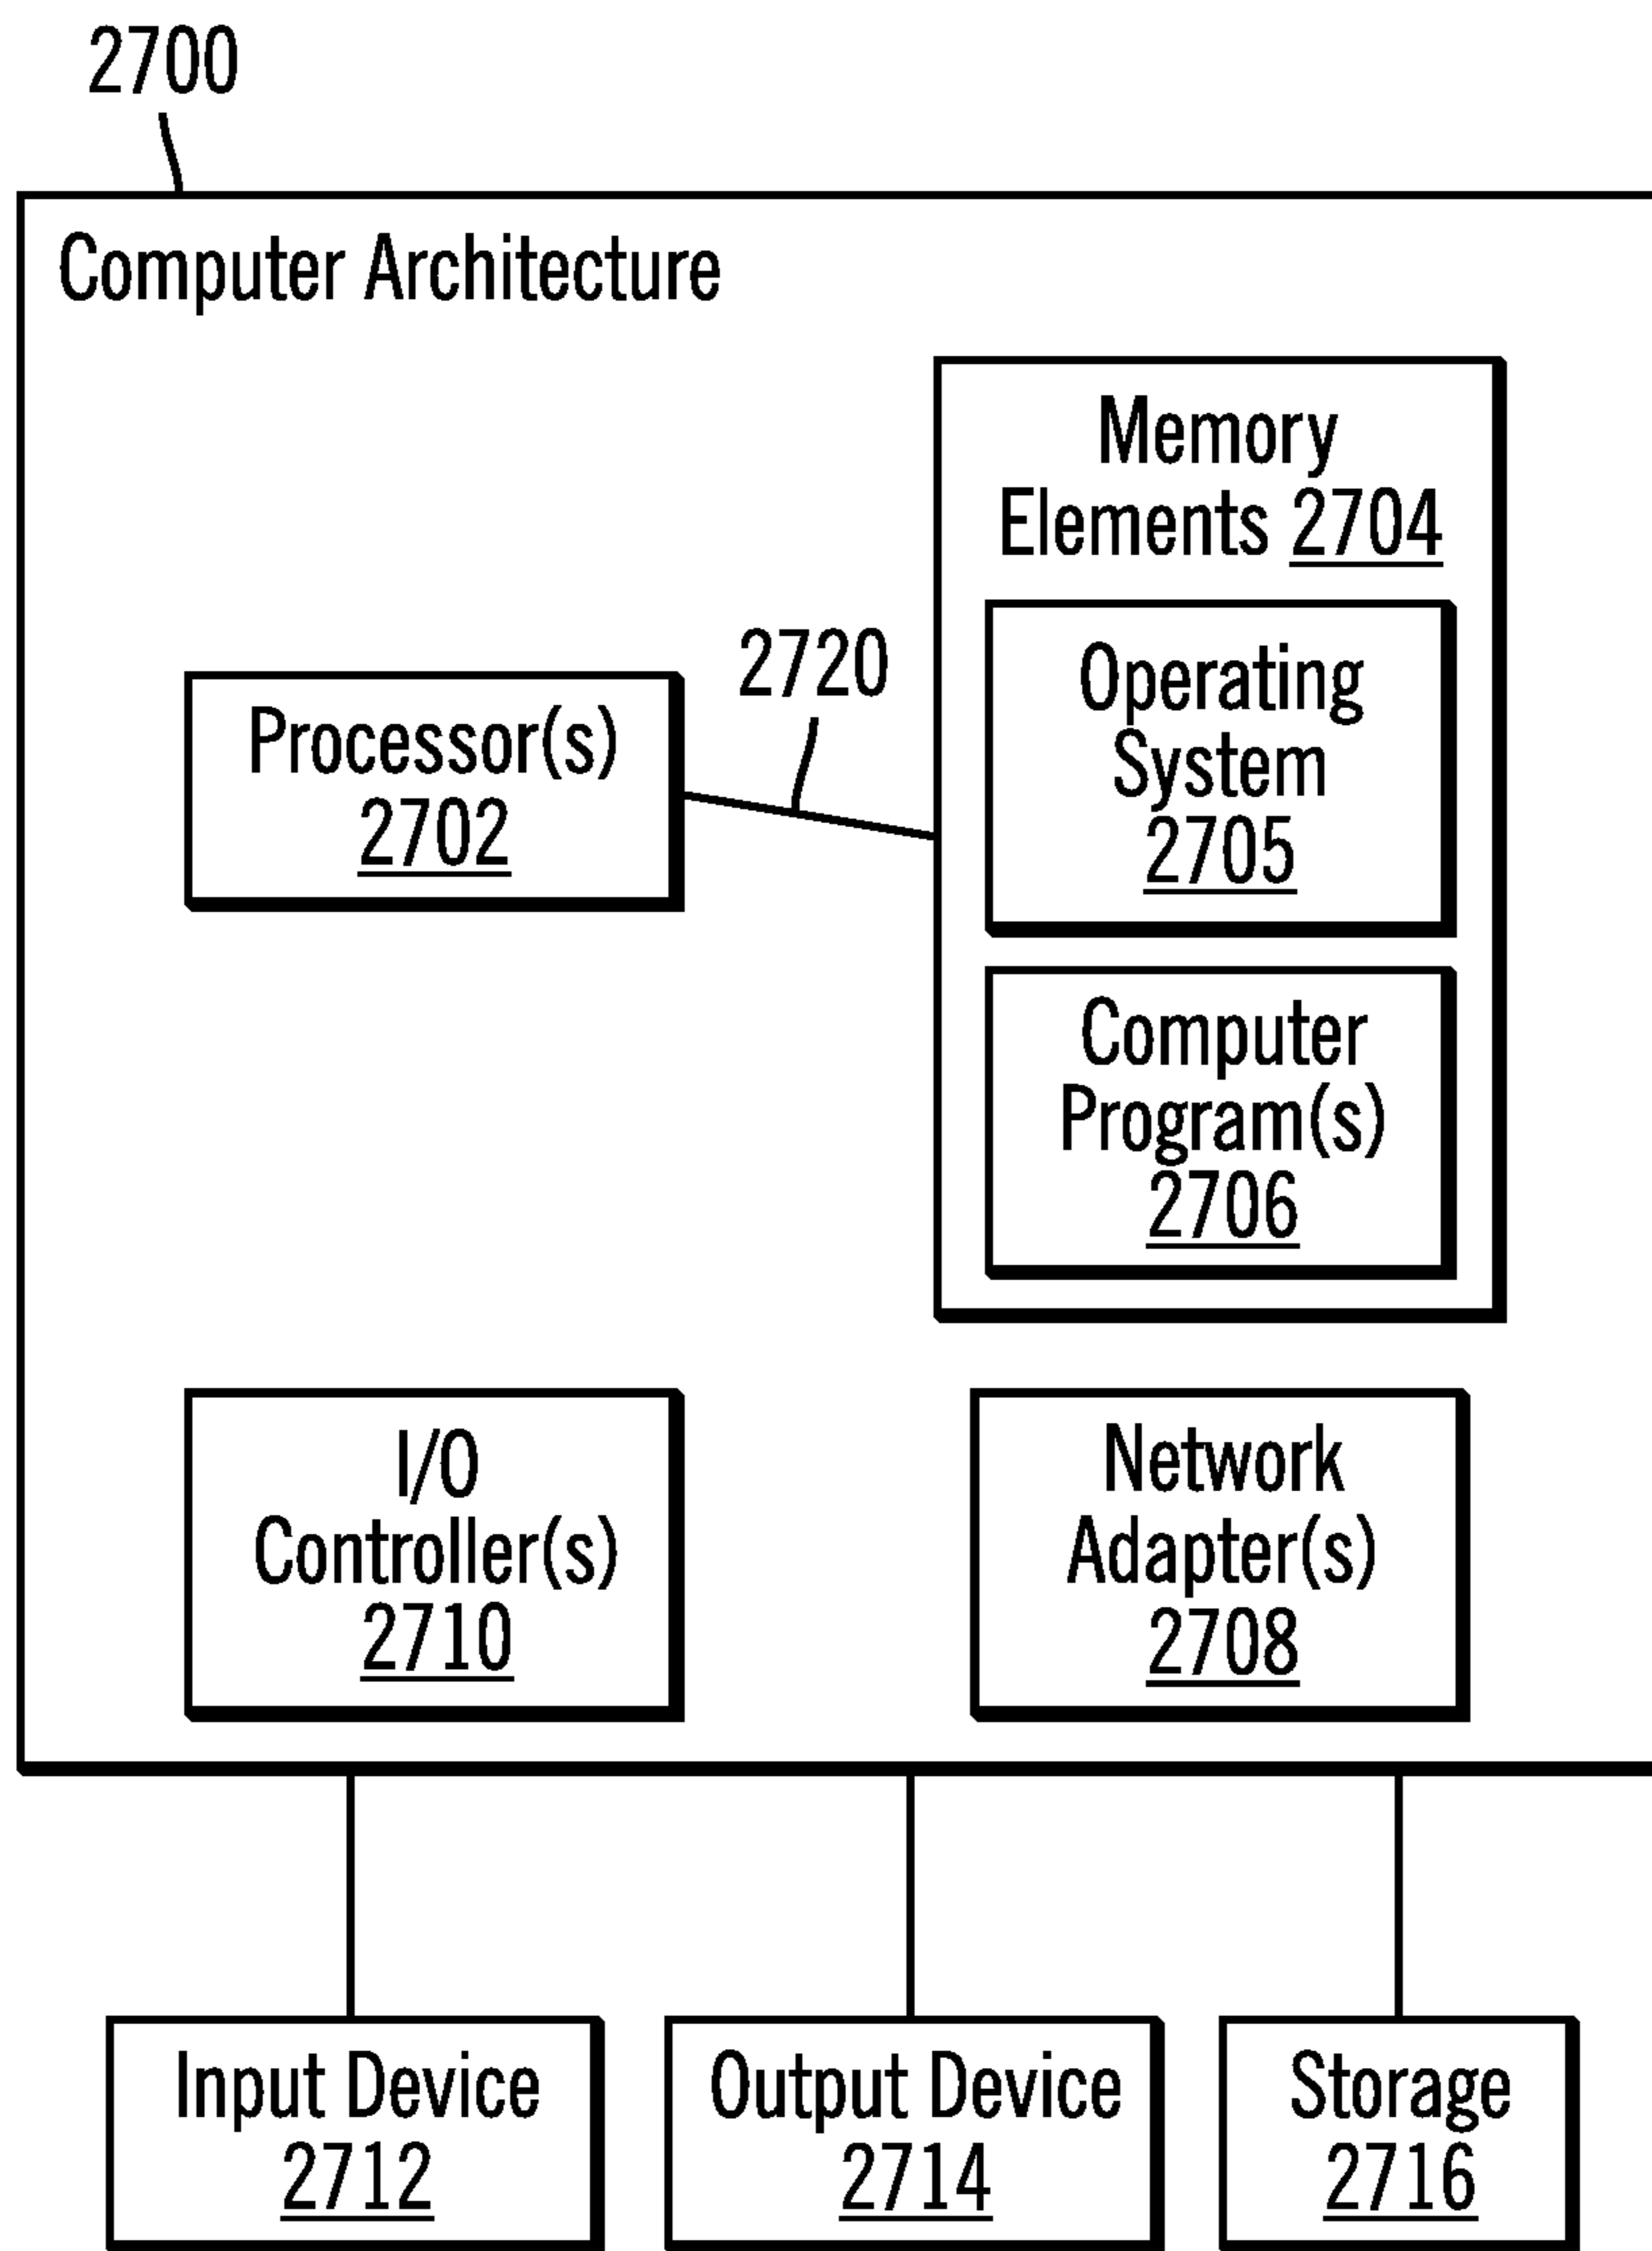 2700
Computer Architecture
Memory
Elements 2704
2720
Operating
System
2705
Processor(s)
2702
Computer
Program(s)
2706
I/O
Controller(s)
2710
Network
Adapter(s)
2708
Input Device
2712
Output Device
2714
Storage
2716